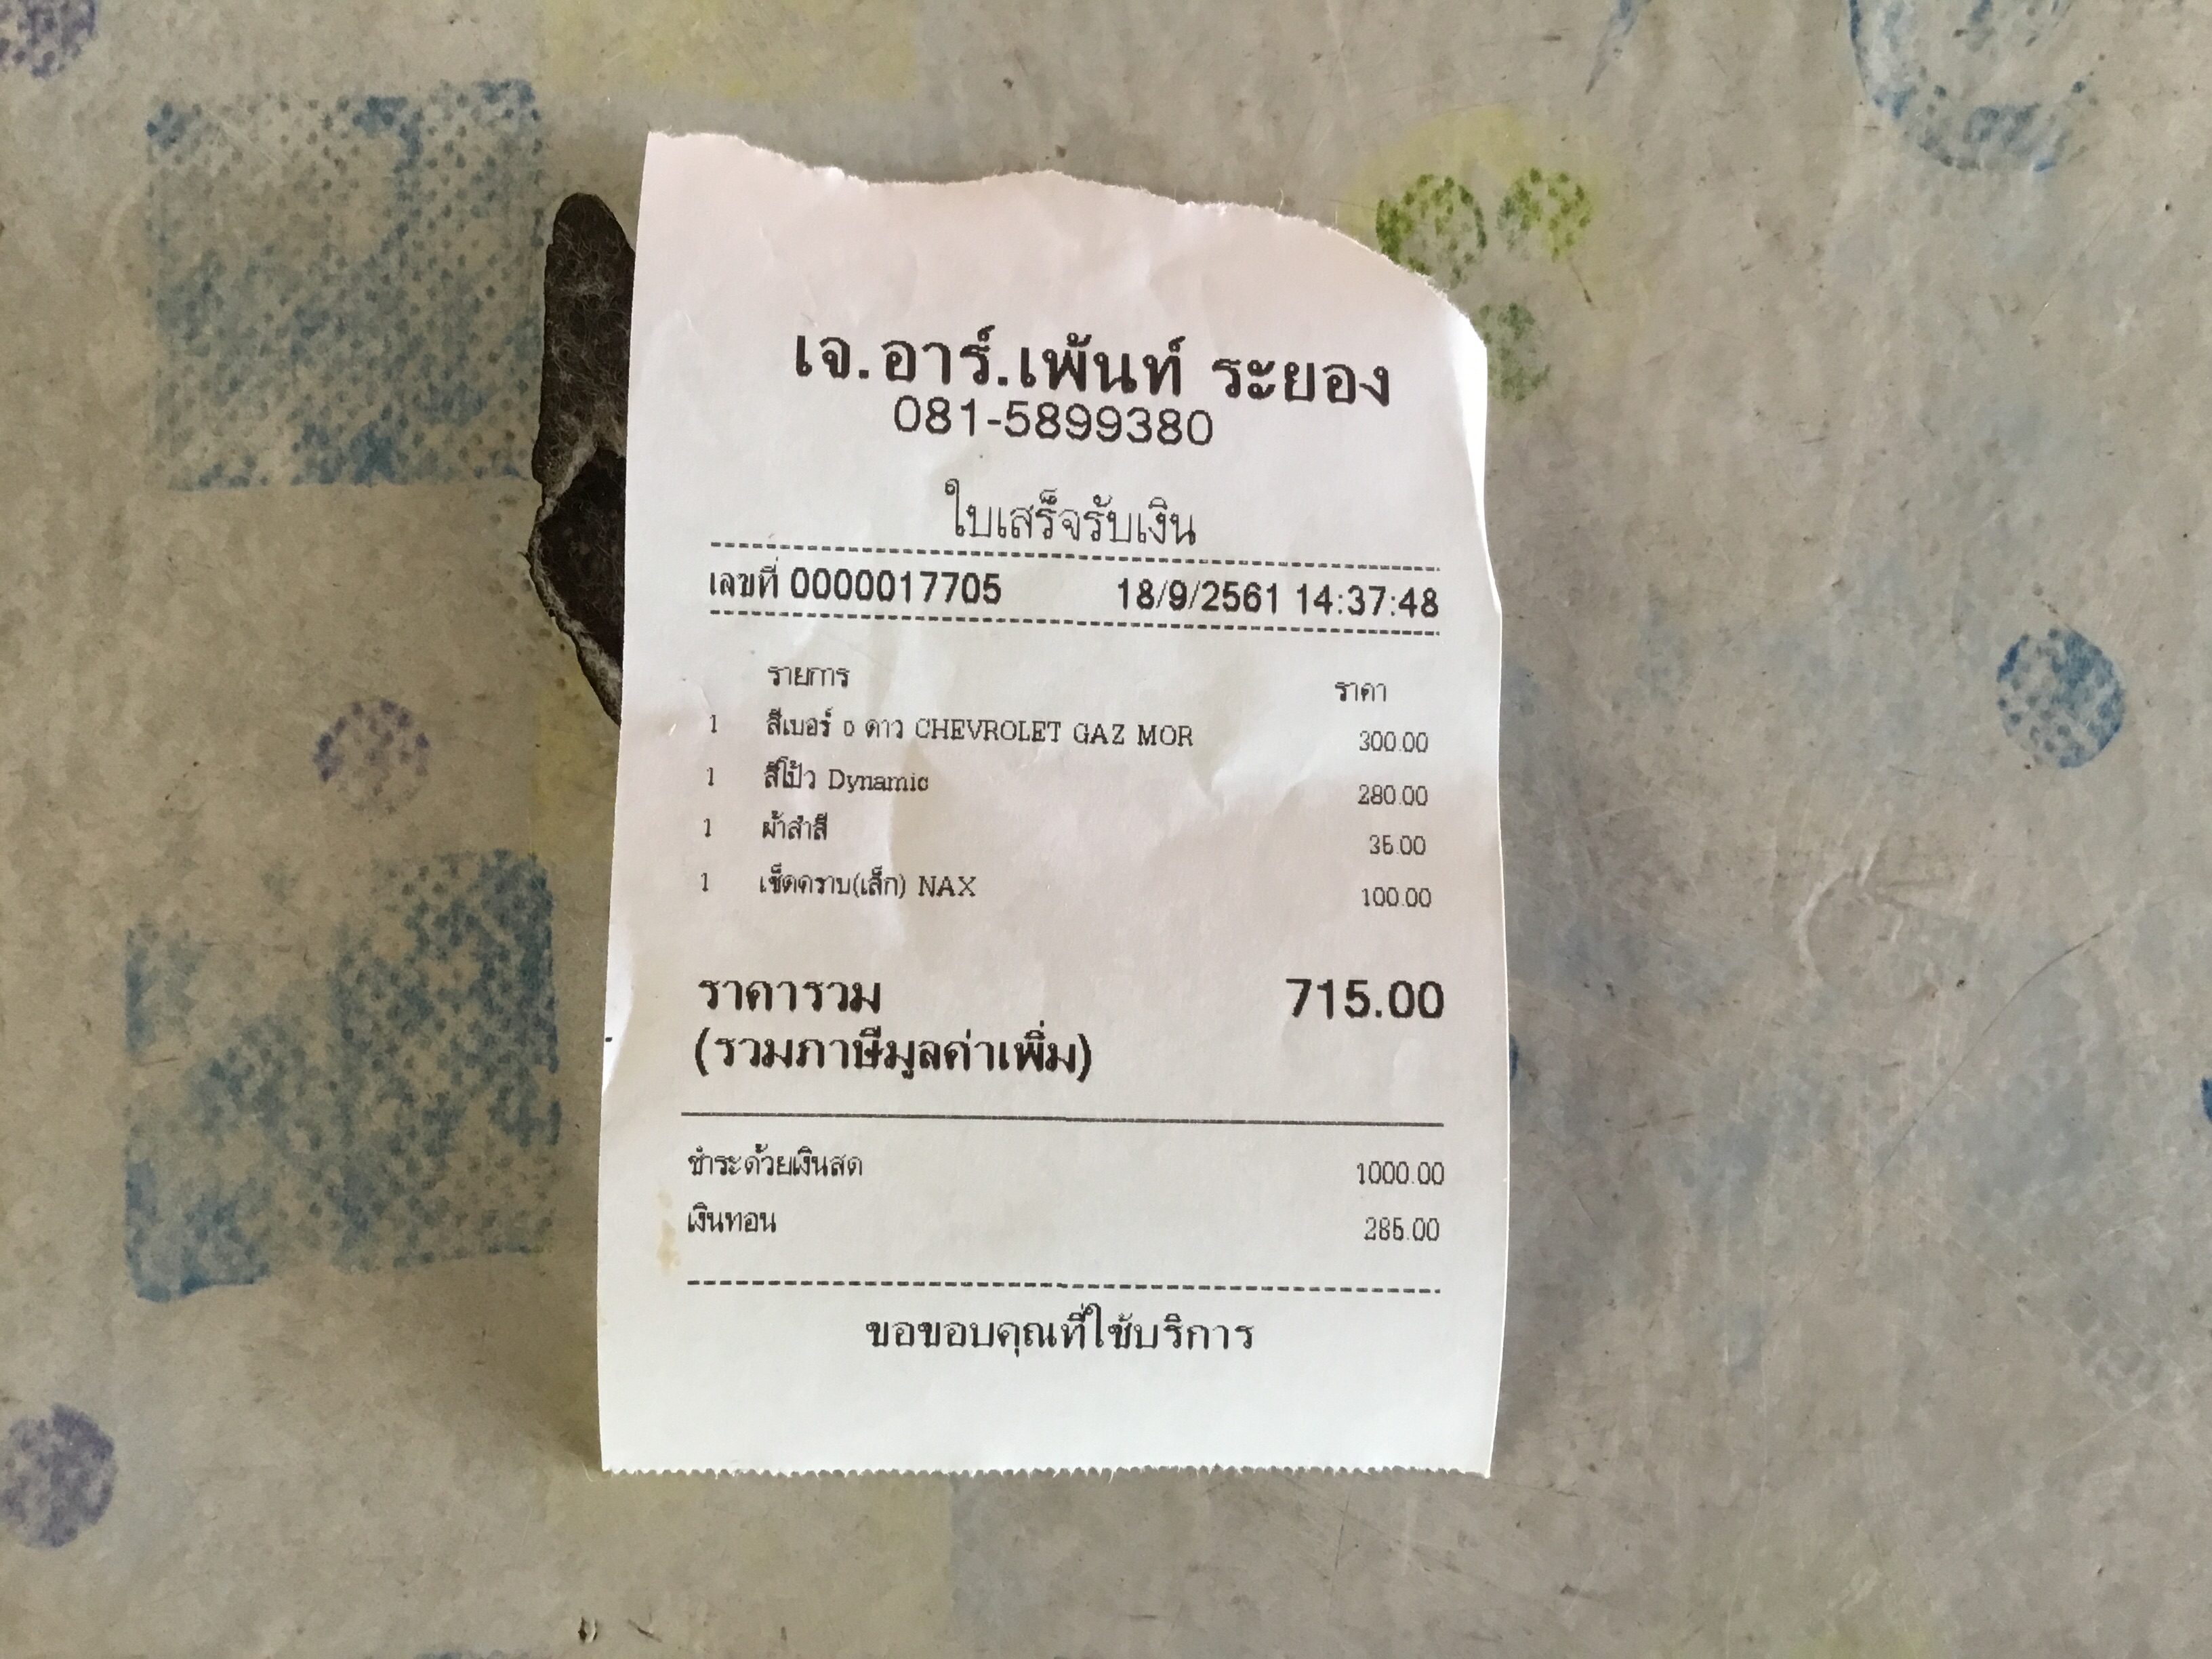 เจ.อาร์.เพ้นท์ ระยอง
081-5899380
ใบเสร็จรับเงิน
เลขที่ 0000017705 18/9/2561 14:37:48
รายการ ราคา
1 สีเบอร์ 0 ดาว CHEVROLET GAZ MOR 300.00
1 สีโป้ว Dynamic 280.00
1 ผ้าสำสี 35.00
1 เช็ดคราบ(เล็ก) NAX 100.00
ราคารวม 715.00
(รวมภาษีมูลค่าเพิ่ม)
ชำระด้วยเงินสด 1000.00
เงินทอน 285.00
ขอขอบคุณที่ใช้บริการ